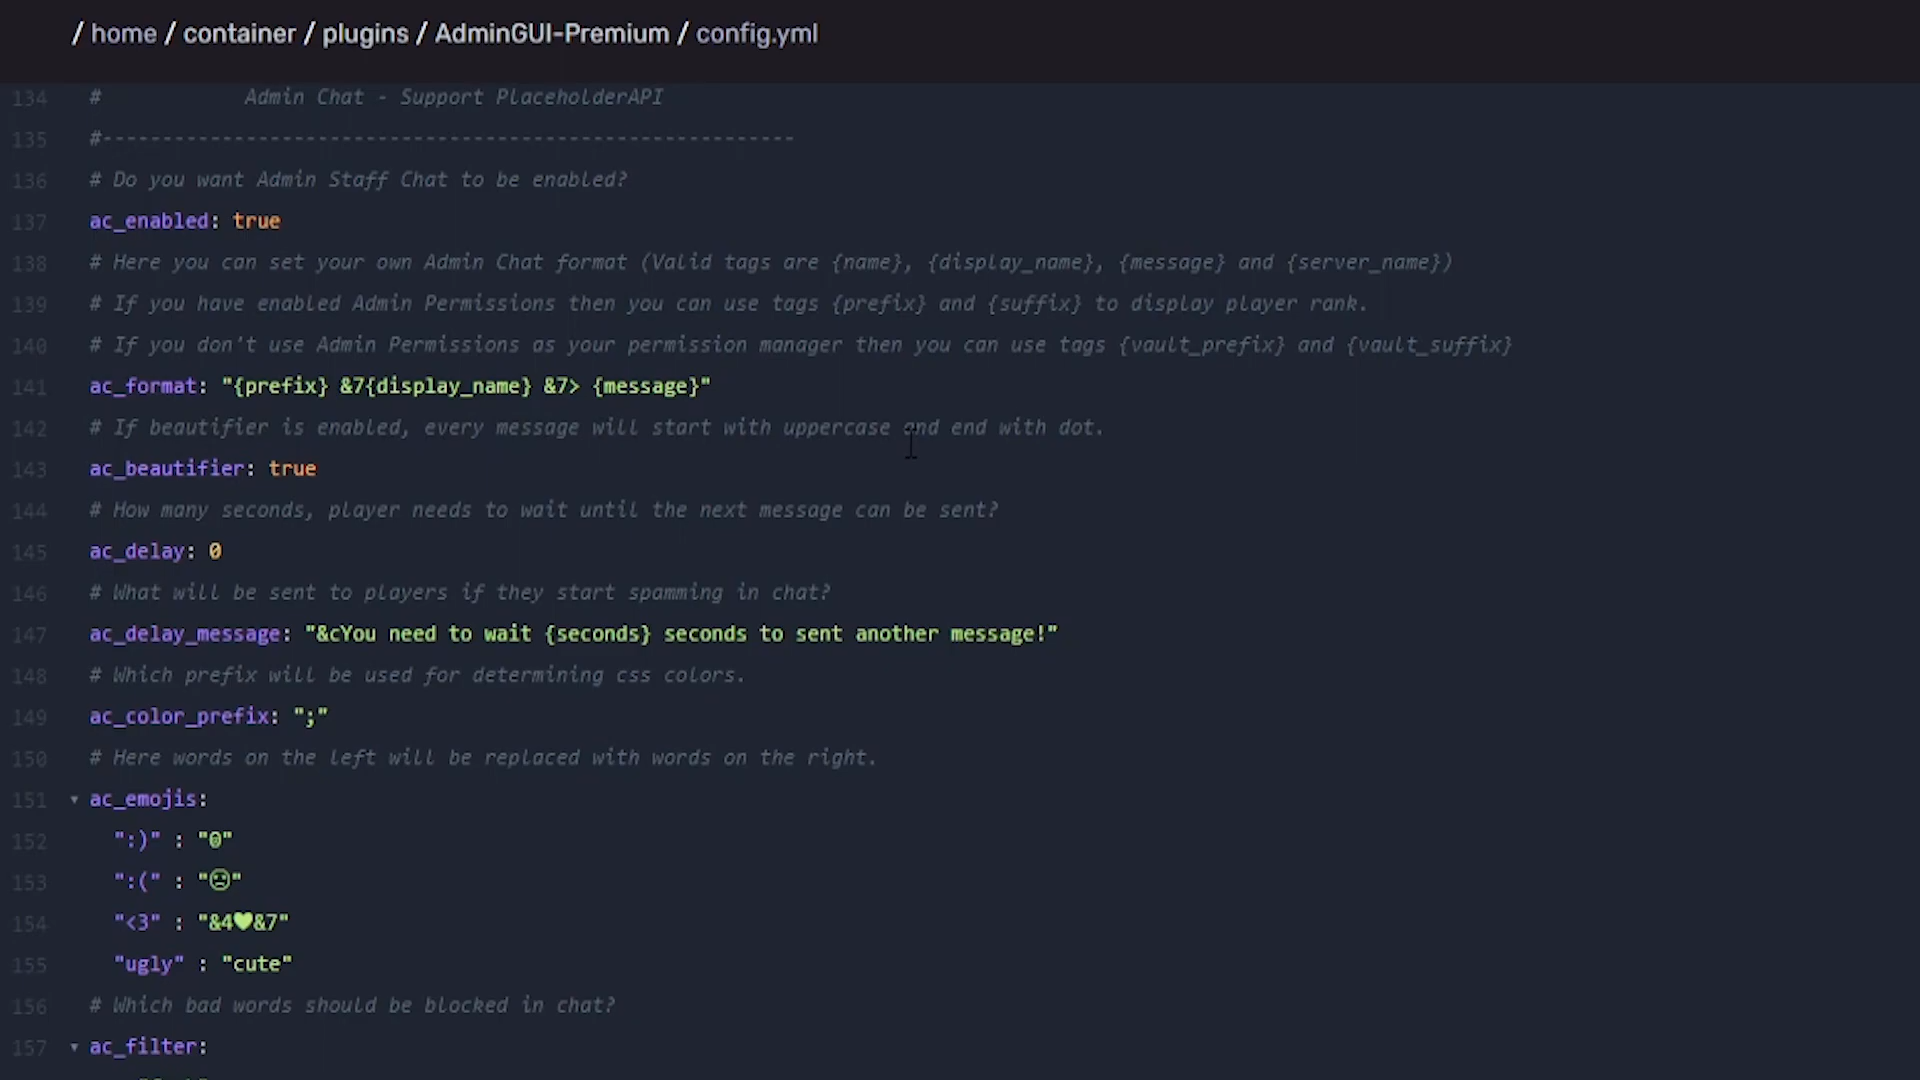 / home / container / plugins / AdminGUI-Premium / config.yml
134 # Admin Chat - Support PlaceholderAPI
135 #----------------------------------------------------------
136 # Do you want Admin Staff Chat to be enabled?
137 ac_enabled: true
138 # Here you can set your own Admin Chat format (Valid tags are {name}, {display_name}, {message} and {server_name})
139 # If you have enabled Admin Permissions then you can use tags {prefix} and {suffix} to display player rank.
140 # If you don't use Admin Permissions as your permission manager then you can use tags {vault_prefix} and {vault_suffix}
141 ac_format: "{prefix} &7{display_name} &7> {message}"
142 # If beautifier is enabled, every message will start with uppercase and end with dot.
143 ac_beautifier: true
144 # How many seconds, player needs to wait until the next message can be sent?
145 ac_delay: 0
146 # What will be sent to players if they start spamming in chat?
147 ac_delay_message: "&cYou need to wait {seconds} seconds to sent another message!"
148 # Which prefix will be used for determining css colors.
149 ac_color_prefix: ";"
150 # Here words on the left will be replaced with words on the right.
151 ac_emojis:
152 ":)" : "☺"
153 ":(" : "☹"
154 "<3" : "&4♥&7"
155 "ugly" : "cute"
156 # Which bad words should be blocked in chat?
157 ac_filter: